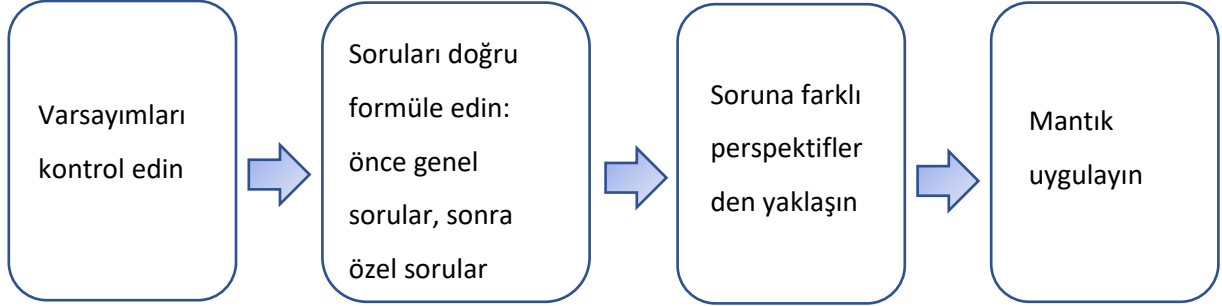 Varsayımları
kontrol edin
Soruları doğru
formüle edin:
önce genel
sorular, sonra
özel sorular
Soruna farklı
perspektifler
den yaklaşın
Mantık
uygulayın